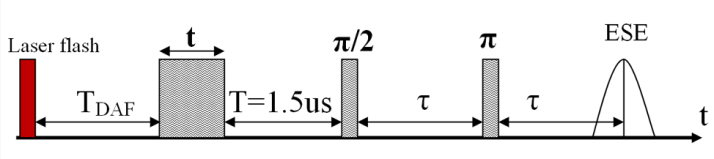 Laser flash
t
π/2
π
ESE
T_DAF
T=1.5us
τ
τ
t